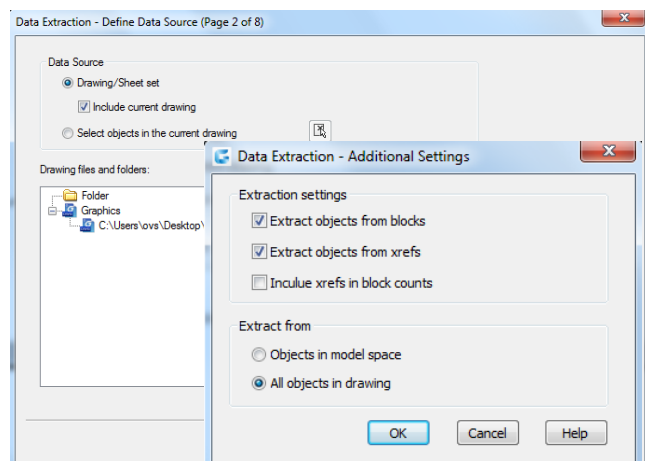 Data Extraction - Define Data Source (Page 2 of 8)
Data Source
Drawing/Sheet set
Include current drawing
Select objects in the current drawing
Drawing files and folders:
Folder
Graphics
C:\Users\ovs\Desktop\
Data Extraction - Additional Settings
Extraction settings
Extract objects from blocks
Extract objects from xrefs
Inculue xrefs in block counts
Extract from
Objects in model space
All objects in drawing
OK Cancel Help